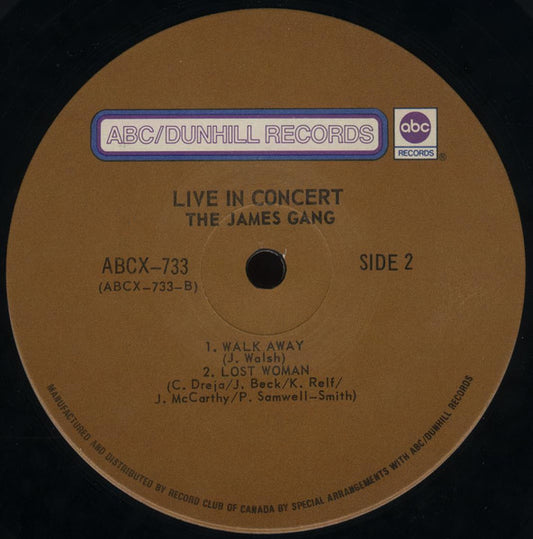 ABC/DUNHILL RECORDS
abc
RECORDS
®
LIVE IN CONCERT
THE JAMES GANG
ABCX-733
(ABCX-733-B)
SIDE 2
1. WALK AWAY
(J. Walsh)
2. LOST WOMAN
(C. Dreja/J. Beck/K. Relf/
J. McCarthy/P. Samwell-Smith)
MANUFACTURED AND DISTRIBUTED BY RECORD CLUB OF CANADA BY SPECIAL ARRANGEMENTS WITH ABC/DUNHILL RECORDS